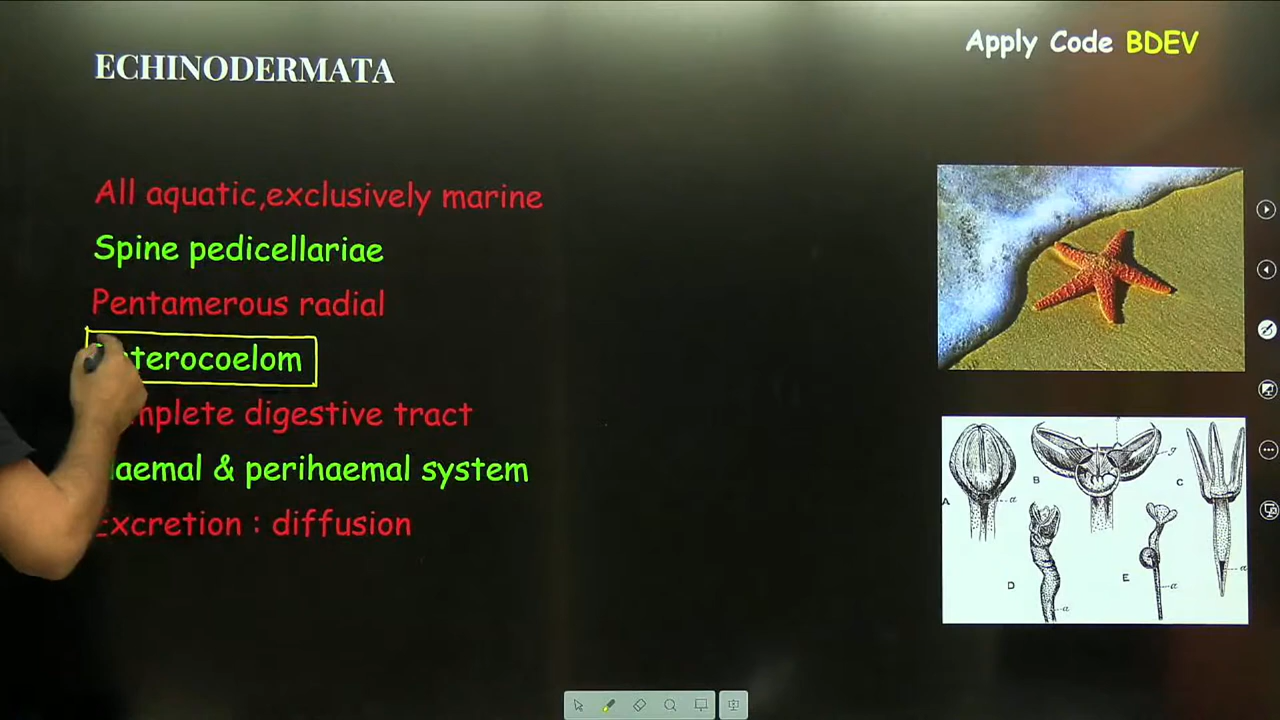 Apply Code BDEV
ECHINODERMATA
All aquatic,exclusively marine
Spine pedicellariae
Pentamerous radial
terocoelom
mplete digestive tract
aemal & perihaemal system
Excretion : diffusion
A
a
B
g
C
a
D
a
E
a